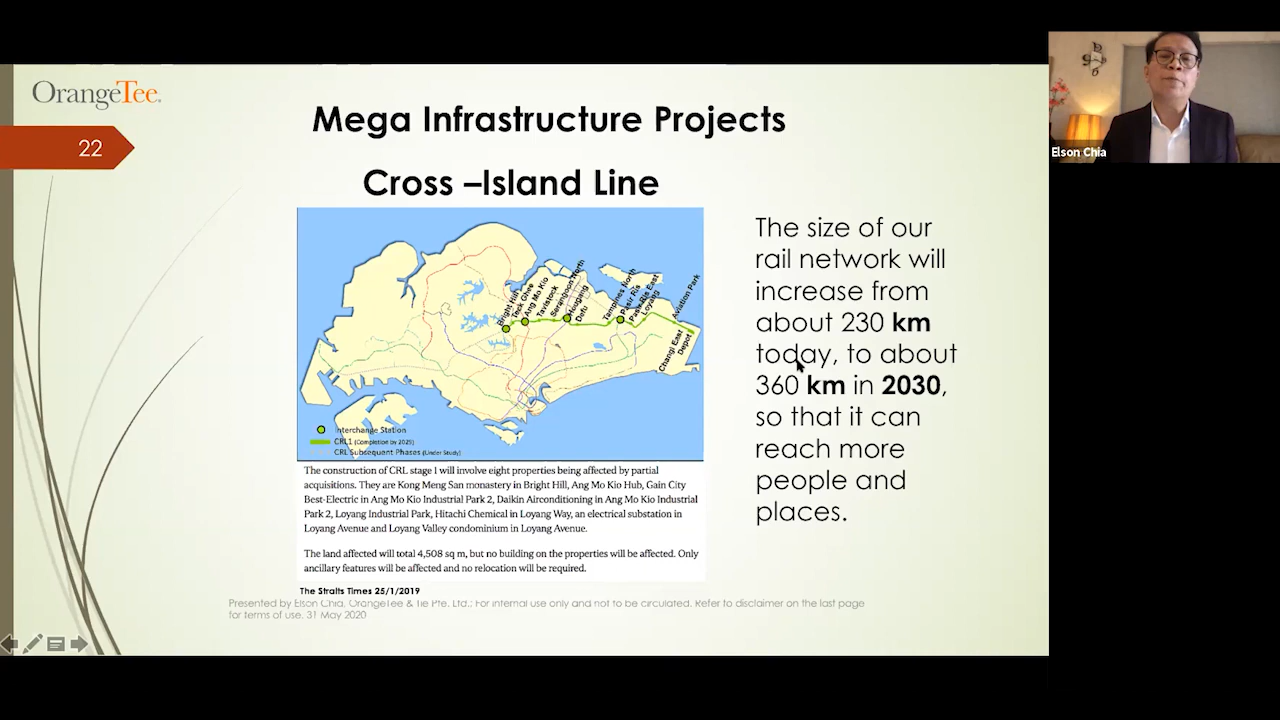 OrangeTee
22
Mega Infrastructure Projects
Cross –Island Line
Bright Hill
Teck Ghee
Ang Mo Kio
Tavistock
Serangoon North
Hougang
Defu
Tampines North
Pasir Ris
Pasir Ris East
Loyang
Aviation Park
Changi East
Depot
Interchange Station
CRL1 (Completion by 2025)
CRL Subsequent Phases (Under Study)
The construction of CRL stage 1 will involve eight properties being affected by partial
acquisitions. They are Kong Meng San monastery in Bright Hill, Ang Mo Kio Hub, Gain City
Best-Electric in Ang Mo Kio Industrial Park 2, Daikin Airconditioning in Ang Mo Kio Industrial
Park 2, Loyang Industrial Park, Hitachi Chemical in Loyang Way, an electrical substation in
Loyang Avenue and Loyang Valley condominium in Loyang Avenue.
The land affected will total 4,508 sq m, but no building on the properties will be affected. Only
ancillary features will be affected and no relocation will be required.
The Straits Times 25/1/2019
The size of our
rail network will
increase from
about 230 km
today, to about
360 km in 2030,
so that it can
reach more
people and
places.
Presented by Elson Chia, OrangeTee & Tie Pte. Ltd.; For internal use only and not to be circulated. Refer to disclaimer on the last page
for terms of use. 31 May 2020
Elson Chia